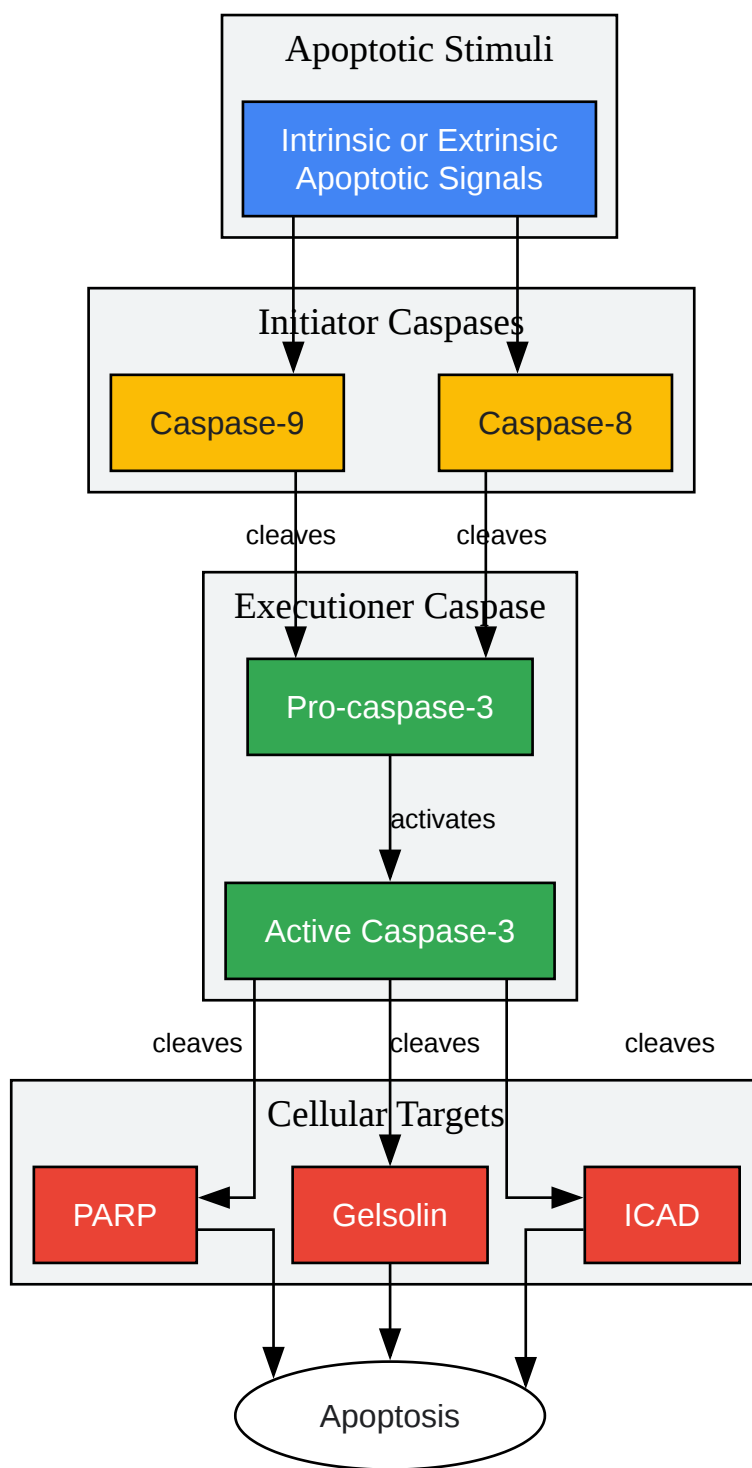 Apoptotic Stimuli
Intrinsic or Extrinsic
Apoptotic Signals
Initiator Caspases
Caspase-9
Caspase-8
cleaves
cleaves
Executioner Caspase
Pro-caspase-3
activates
Active Caspase-3
cleaves
cleaves
cleaves
Cellular Targets
PARP
Gelsolin
ICAD
Apoptosis